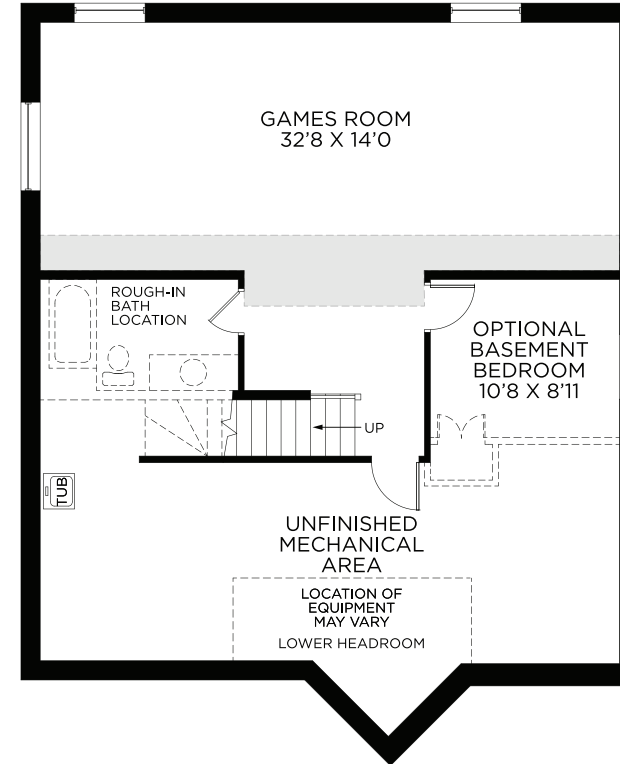 GAMES ROOM
32'8 X 14'0
ROUGH-IN
BATH
LOCATION
OPTIONAL
BASEMENT
BEDROOM
10'8 X 8'11
UP
TUB
UNFINISHED
MECHANICAL
AREA
LOCATION OF
EQUIPMENT
MAY VARY
LOWER HEADROOM